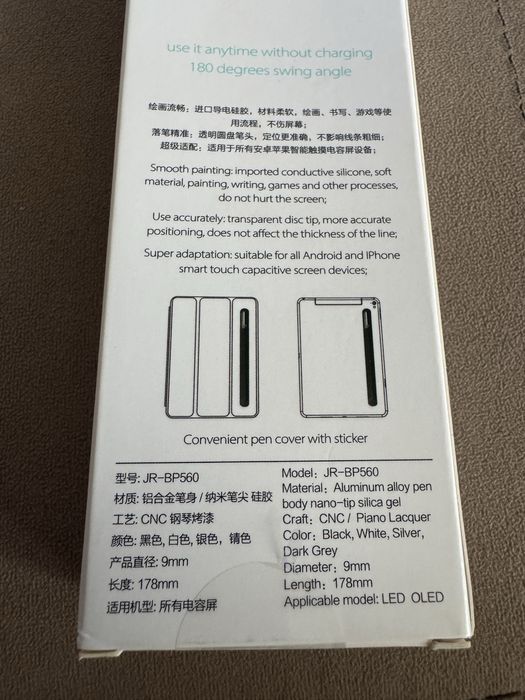 use it anytime without charging
180 degrees swing angle
绘画流畅：进口导电硅胶，材料柔软，绘画、书写、游戏等使
用流程，不伤屏幕；
落笔精准：透明圆盘笔头，定位更准确，不影响线条粗细；
超级适配：适用于所有安卓苹果智能触摸电容屏设备；
Smooth painting: imported conductive silicone, soft
material, painting, writing, games and other processes,
do not hurt the screen;
Use accurately: transparent disc tip, more accurate
positioning, does not affect the thickness of the line;
Super adaptation: suitable for all Android and IPhone
smart touch capacitive screen devices;
Convenient pen cover with sticker
型号: JR-BP560
材质: 铝合金笔身 / 纳米笔尖 硅胶
工艺: CNC 钢琴烤漆
颜色: 黑色, 白色, 银色，锖色
产品直径: 9mm
长度: 178mm
适用机型: 所有电容屏
Model：JR-BP560
Material：Aluminum alloy pen
body nano-tip silica gel
Craft：CNC / Piano Lacquer
Color：Black, White, Silver,
Dark Grey
Diameter：9mm
Length：178mm
Applicable model: LED OLED